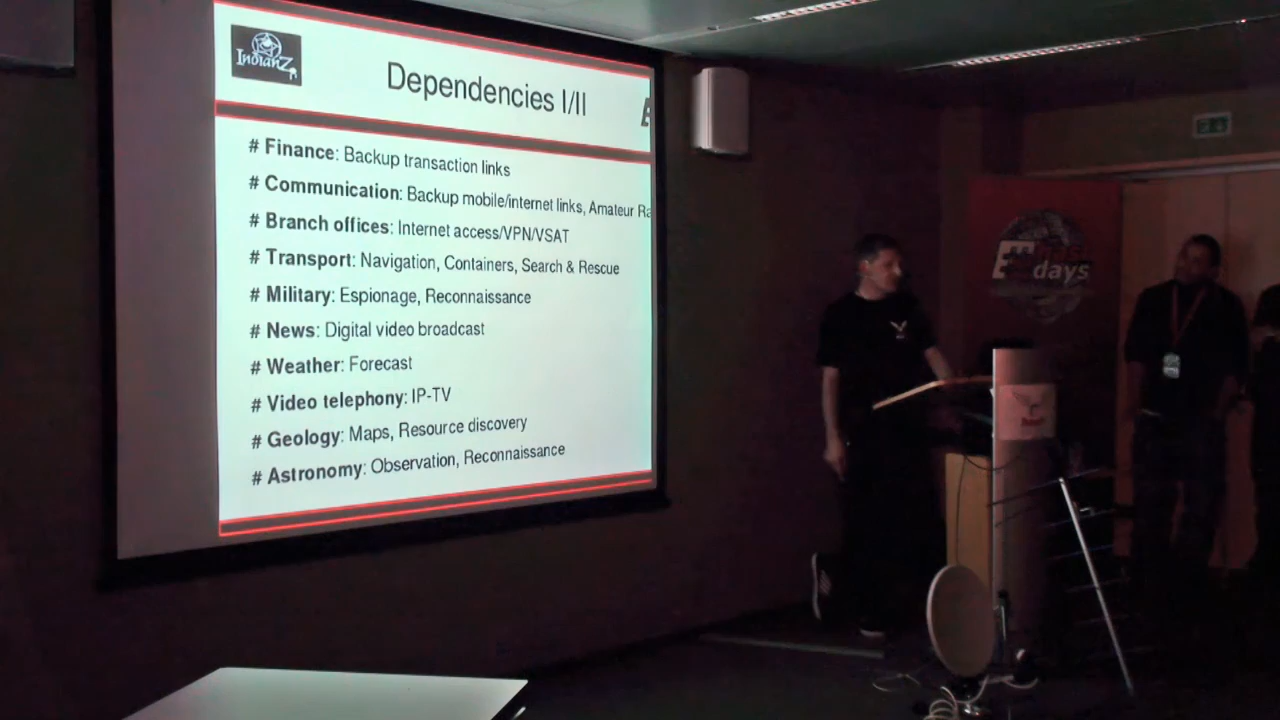 IndianZ
Dependencies I/II
# Finance: Backup transaction links
# Communication: Backup mobile/internet links, Amateur Ra
# Branch offices: Internet access/VPN/VSAT
# Transport: Navigation, Containers, Search & Rescue
# Military: Espionage, Reconnaissance
# News: Digital video broadcast
# Weather: Forecast
# Video telephony: IP-TV
# Geology: Maps, Resource discovery
# Astronomy: Observation, Reconnaissance
days